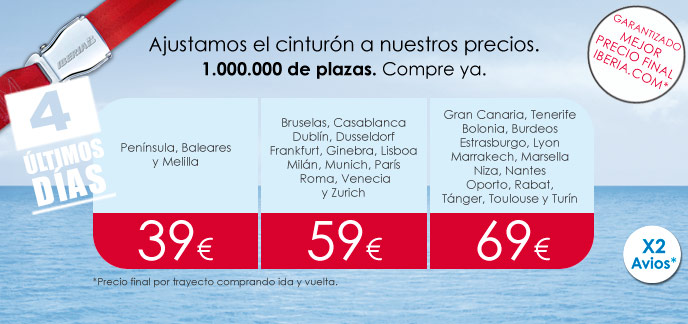 Ajustamos el cinturón a nuestros precios.
1.000.000 de plazas. Compre ya.
GARANTIZADO
MEJOR
PRECIO FINAL
IBERIA.COM*
4
ÚLTIMOS
DÍAS
Península, Baleares
y Melilla
39€
Bruselas, Casablanca
Dublín, Dusseldorf
Frankfurt, Ginebra, Lisboa
Milán, Munich, París
Roma, Venecia
y Zurich
59€
Gran Canaria, Tenerife
Bolonia, Burdeos
Estrasburgo, Lyon
Marrakech, Marsella
Niza, Nantes
Oporto, Rabat,
Tánger, Toulouse y Turín
69€
X2
Avios*
*Precio final por trayecto comprando ida y vuelta.